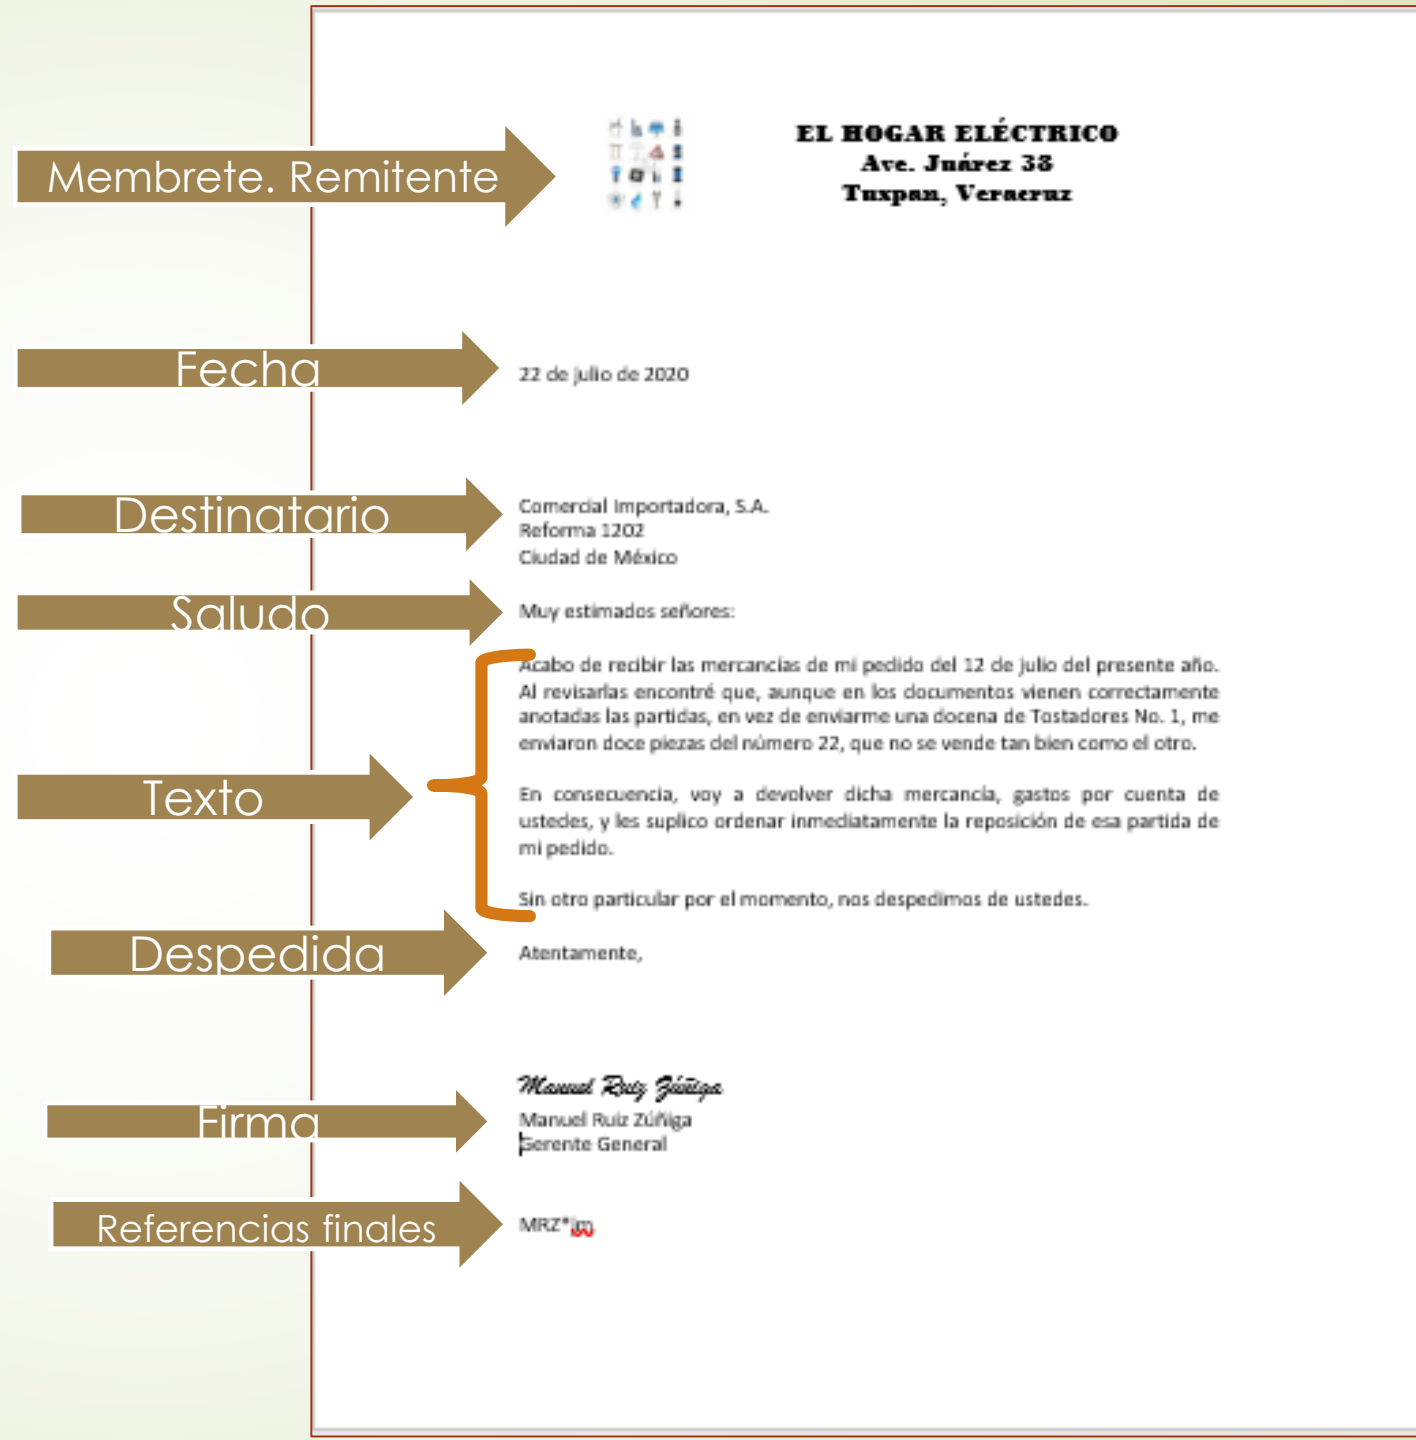 Membrete. Remitente
EL HOGAR ELÉCTRICO
Ave. Juárez 38
Tuxpan, Veracruz
Fecha
22 de julio de 2020
Destinatario
Comercial Importadora, S.A.
Reforma 1202
Ciudad de México
Saludo
Muy estimados señores:
Texto
Acabo de recibir las mercancías de mi pedido del 12 de julio del presente año.
Al revisarlas encontré que, aunque en los documentos vienen correctamente
anotadas las partidas, en vez de enviarme una docena de Tostadores No. 1, me
enviaron doce piezas del número 22, que no se vende tan bien como el otro.
En consecuencia, voy a devolver dicha mercancía, gastos por cuenta de
ustedes, y les suplico ordenar inmediatamente la reposición de esa partida de
mi pedido.
Sin otro particular por el momento, nos despedimos de ustedes.
Despedida
Atentamente,
Firma
Manuel Ruiz Zúñiga
Manuel Ruiz Zúñiga
Gerente General
Referencias finales
MRZ*jm